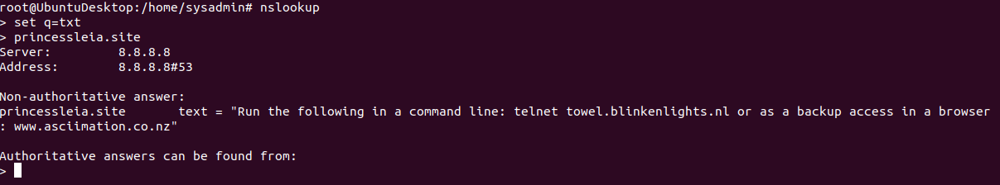 root@UbuntuDesktop:/home/sysadmin# nslookup
> set q=txt
> princessleia.site
Server:         8.8.8.8
Address:        8.8.8.8#53

Non-authoritative answer:
princessleia.site       text = "Run the following in a command line: telnet towel.blinkenlights.nl or as a backup access in a browser
: www.asciimation.co.nz"

Authoritative answers can be found from:
>